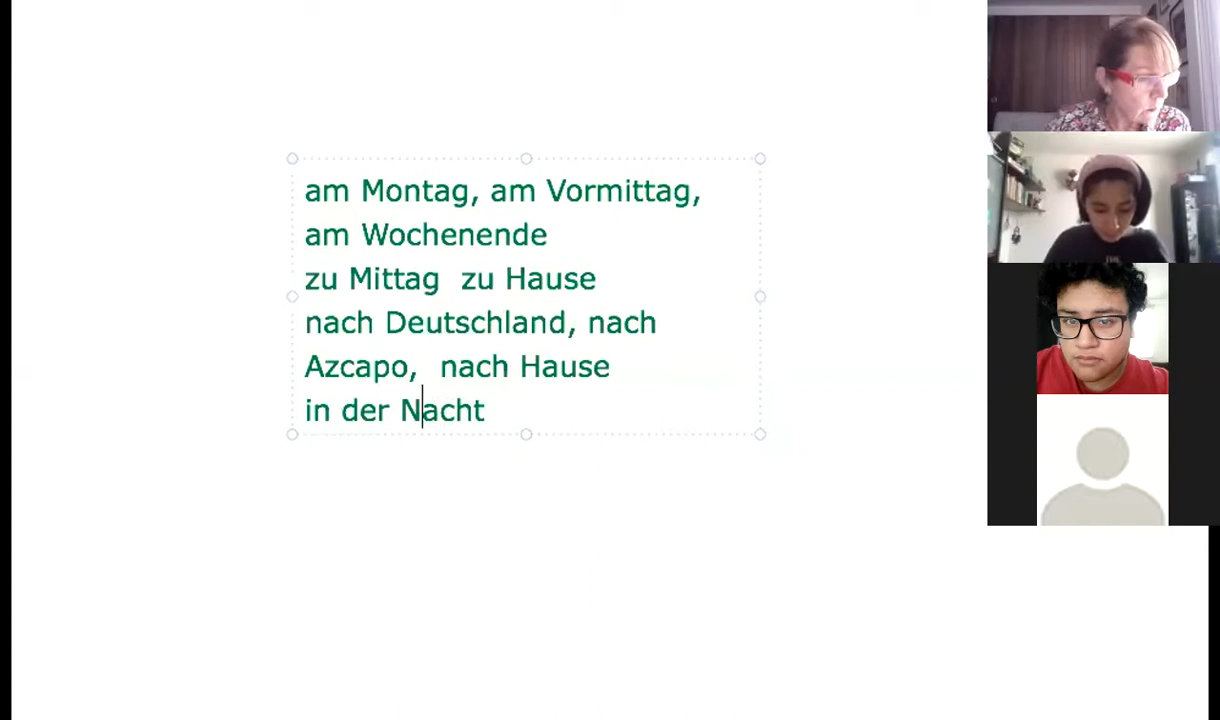 am Montag, am Vormittag,
am Wochenende
zu Mittag  zu Hause
nach Deutschland, nach
Azcapo,  nach Hause
in der Nacht